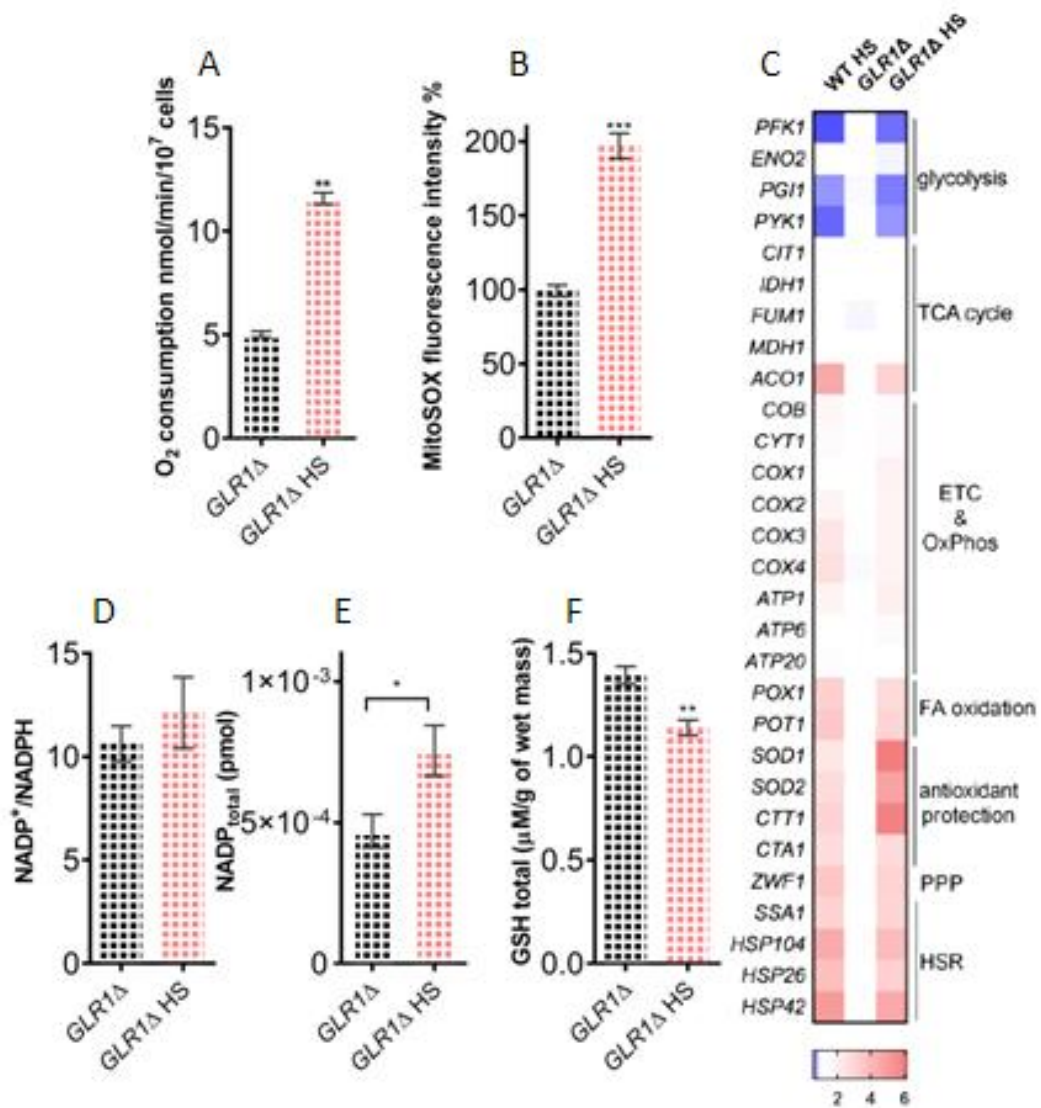 A
O₂ consumption nmol/min/10⁷ cells
15
10
5
0
**
GLR1Δ
GLR1Δ HS
B
MitoSOX fluorescence intensity %
200
150
100
50
0
***
GLR1Δ
GLR1Δ HS
C
WT HS
GLR1Δ
GLR1Δ HS
PFK1
ENO2
PGI1
PYK1
glycolysis
CIT1
IDH1
FUM1
MDH1
ACO1
TCA cycle
COB
CYT1
COX1
COX2
COX3
COX4
ATP1
ATP6
ATP20
ETC
&
OxPhos
POX1
POT1
FA oxidation
SOD1
SOD2
CTT1
CTA1
antioxidant
protection
ZWF1
PPP
SSA1
HSP104
HSP26
HSP42
HSR
2 4 6
D
NADP⁺/NADPH
15
10
5
0
GLR1Δ
GLR1Δ HS
E
NADPtotal (pmol)
1×10⁻³
5×10⁻⁴
0
*
GLR1Δ
GLR1Δ HS
F
GSH total (μM/g of wet mass)
1.5
1.0
0.5
0.0
**
GLR1Δ
GLR1Δ HS